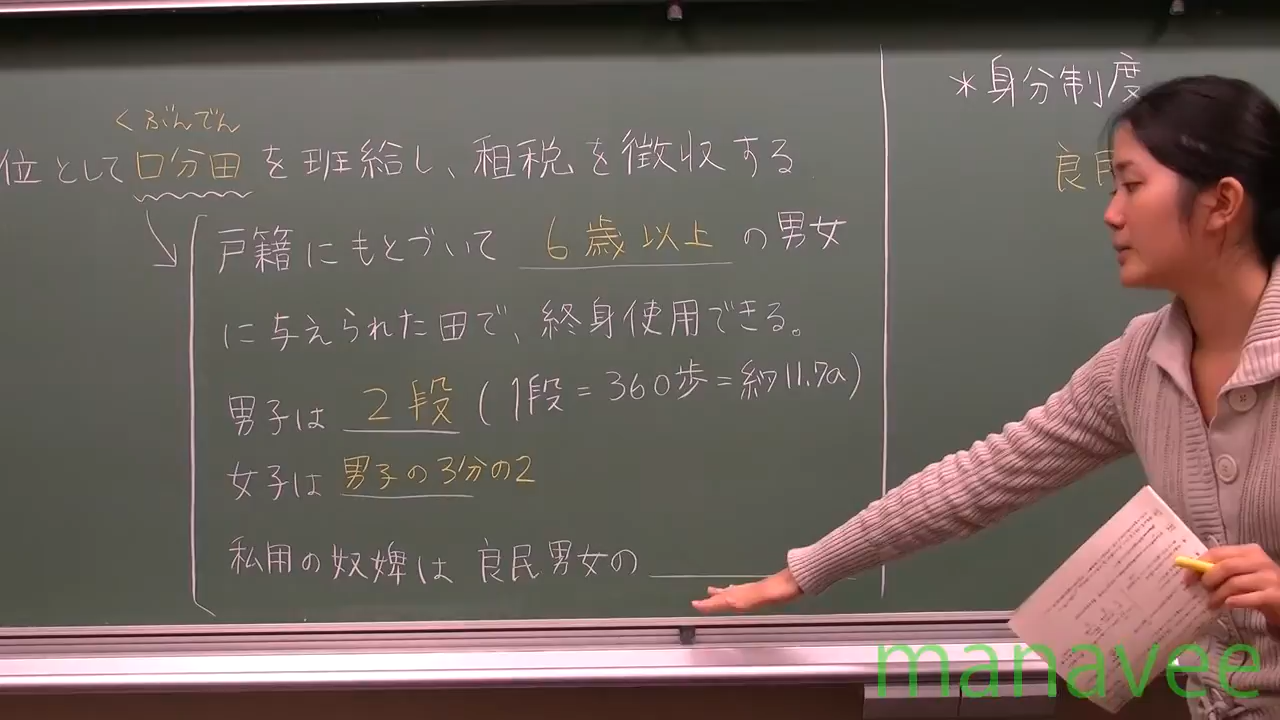 くぶんでん
位として口分田を班給し、租税を徴収する
戸籍にもとづいて 6歳以上 の男女
に与えられた田で、終身使用できる。
男子は 2段 (1段=360歩=約11.7a)
女子は 男子の3分の2
私用の奴婢は 良民男女の
*身分制度
良民
manavee